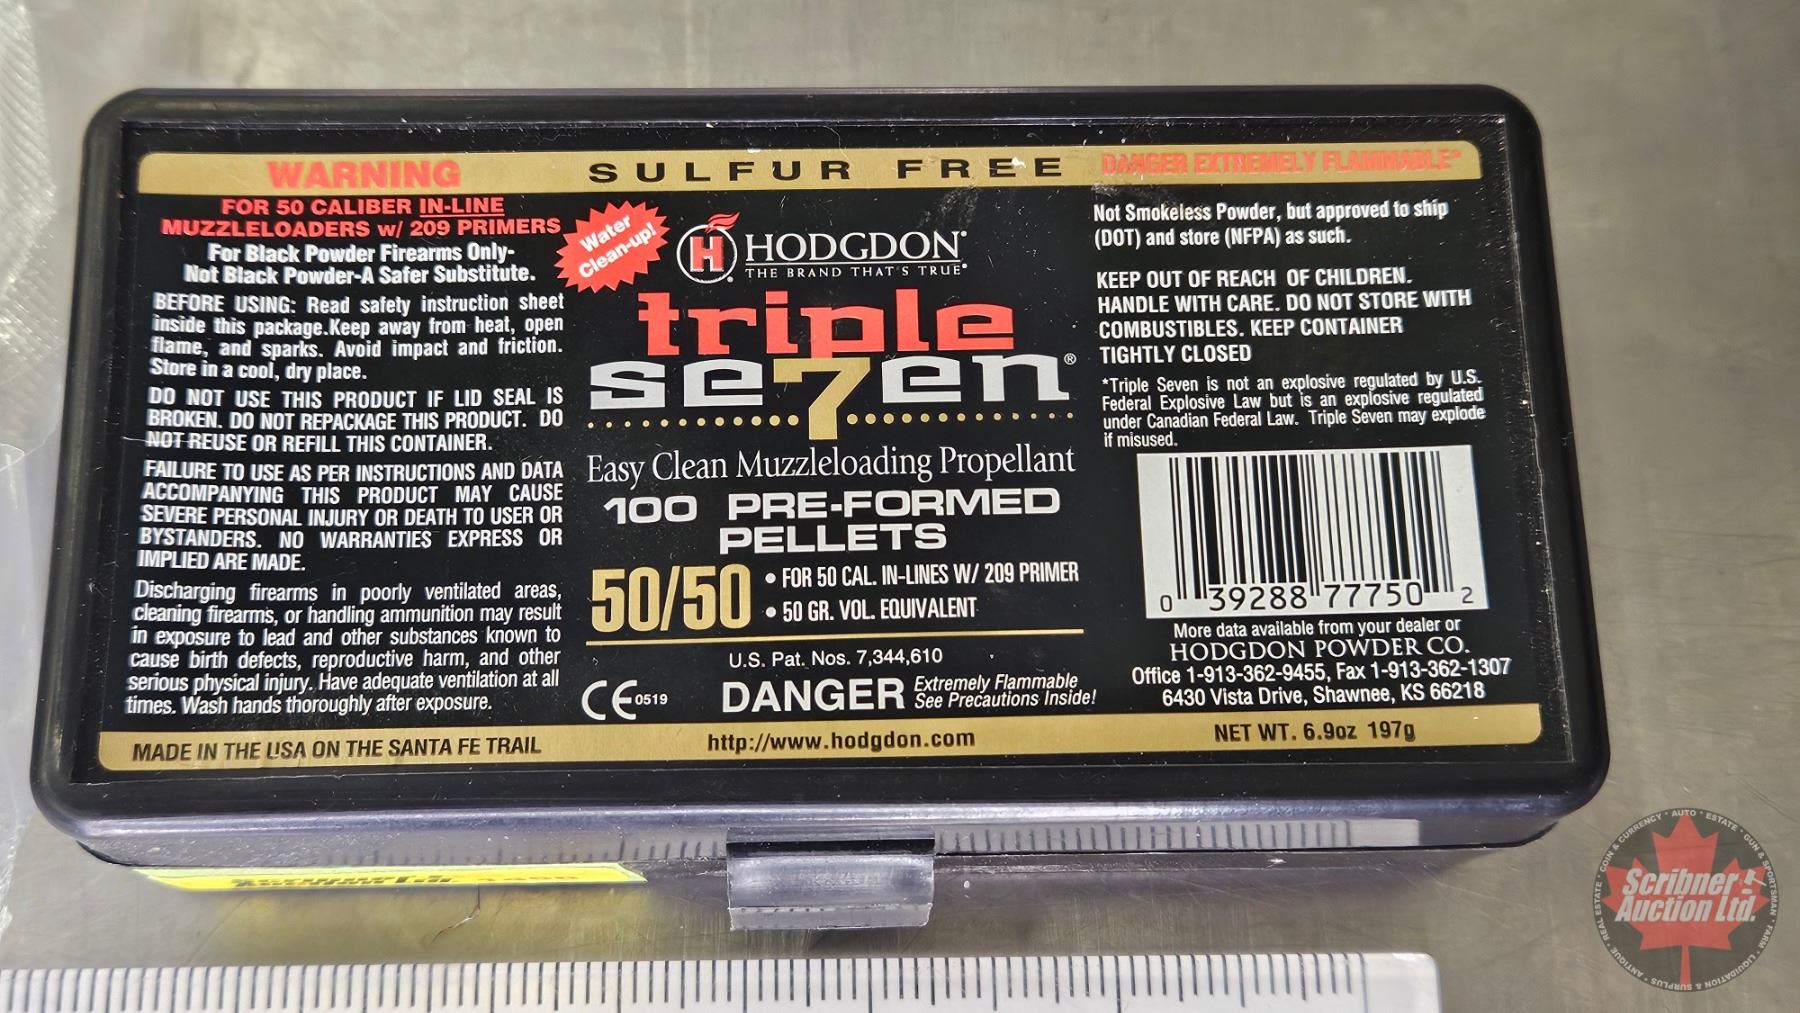 WARNING
SULFUR FREE
DANGER EXTREMELY FLAMMABLE*
FOR 50 CALIBER IN-LINE
MUZZLELOADERS w/ 209 PRIMERS
For Black Powder Firearms Only-
Not Black Powder-A Safer Substitute.
BEFORE USING: Read safety instruction sheet
inside this package.Keep away from heat, open
flame, and sparks. Avoid impact and friction.
Store in a cool, dry place.
DO NOT USE THIS PRODUCT IF LID SEAL IS
BROKEN. DO NOT REPACKAGE THIS PRODUCT. DO
NOT REUSE OR REFILL THIS CONTAINER.
FAILURE TO USE AS PER INSTRUCTIONS AND DATA
ACCOMPANYING THIS PRODUCT MAY CAUSE
SEVERE PERSONAL INJURY OR DEATH TO USER OR
BYSTANDERS. NO WARRANTIES EXPRESS OR
IMPLIED ARE MADE.
Discharging firearms in poorly ventilated areas,
cleaning firearms, or handling ammunition may result
in exposure to lead and other substances known to
cause birth defects, reproductive harm, and other
serious physical injury. Have adequate ventilation at all
times. Wash hands thoroughly after exposure.
MADE IN THE USA ON THE SANTA FE TRAIL
Water
Clean-up!
H HODGDON®
THE BRAND THAT'S TRUE®
triple
se7en®
Easy Clean Muzzleloading Propellant
100 PRE-FORMED
PELLETS
50/50
• FOR 50 CAL. IN-LINES W/ 209 PRIMER
• 50 GR. VOL. EQUIVALENT
U.S. Pat. Nos. 7,344,610
CE 0519
DANGER Extremely Flammable
See Precautions Inside!
http://www.hodgdon.com
Not Smokeless Powder, but approved to ship
(DOT) and store (NFPA) as such.
KEEP OUT OF REACH OF CHILDREN.
HANDLE WITH CARE. DO NOT STORE WITH
COMBUSTIBLES. KEEP CONTAINER
TIGHTLY CLOSED
*Triple Seven is not an explosive regulated by U.S.
Federal Explosive Law but is an explosive regulated
under Canadian Federal Law. Triple Seven may explode
if misused.
0 39288 77750 2
More data available from your dealer or
HODGDON POWDER CO.
Office 1-913-362-9455, Fax 1-913-362-1307
6430 Vista Drive, Shawnee, KS 66218
NET WT. 6.9oz 197g
Scribner!
Auction Ltd.
COIN & CURRENCY • AUTO • ESTATE • GUN & SPORTSMAN • FARM • LIQUIDATION & SURPLUS • ANTIQUE • REAL ESTATE